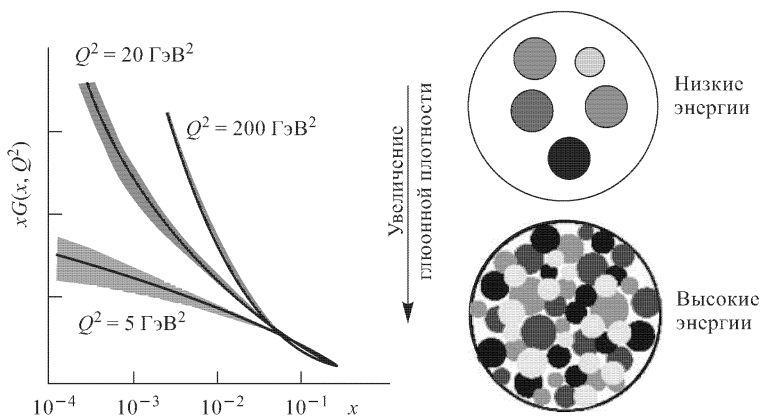 Q² = 20 ГэВ²
Q² = 200 ГэВ²
xG(x, Q²)
Q² = 5 ГэВ²
10⁻⁴ 10⁻³ 10⁻² 10⁻¹ x
Увеличение
глюонной плотности
Низкие
энергии
Высокие
энергии